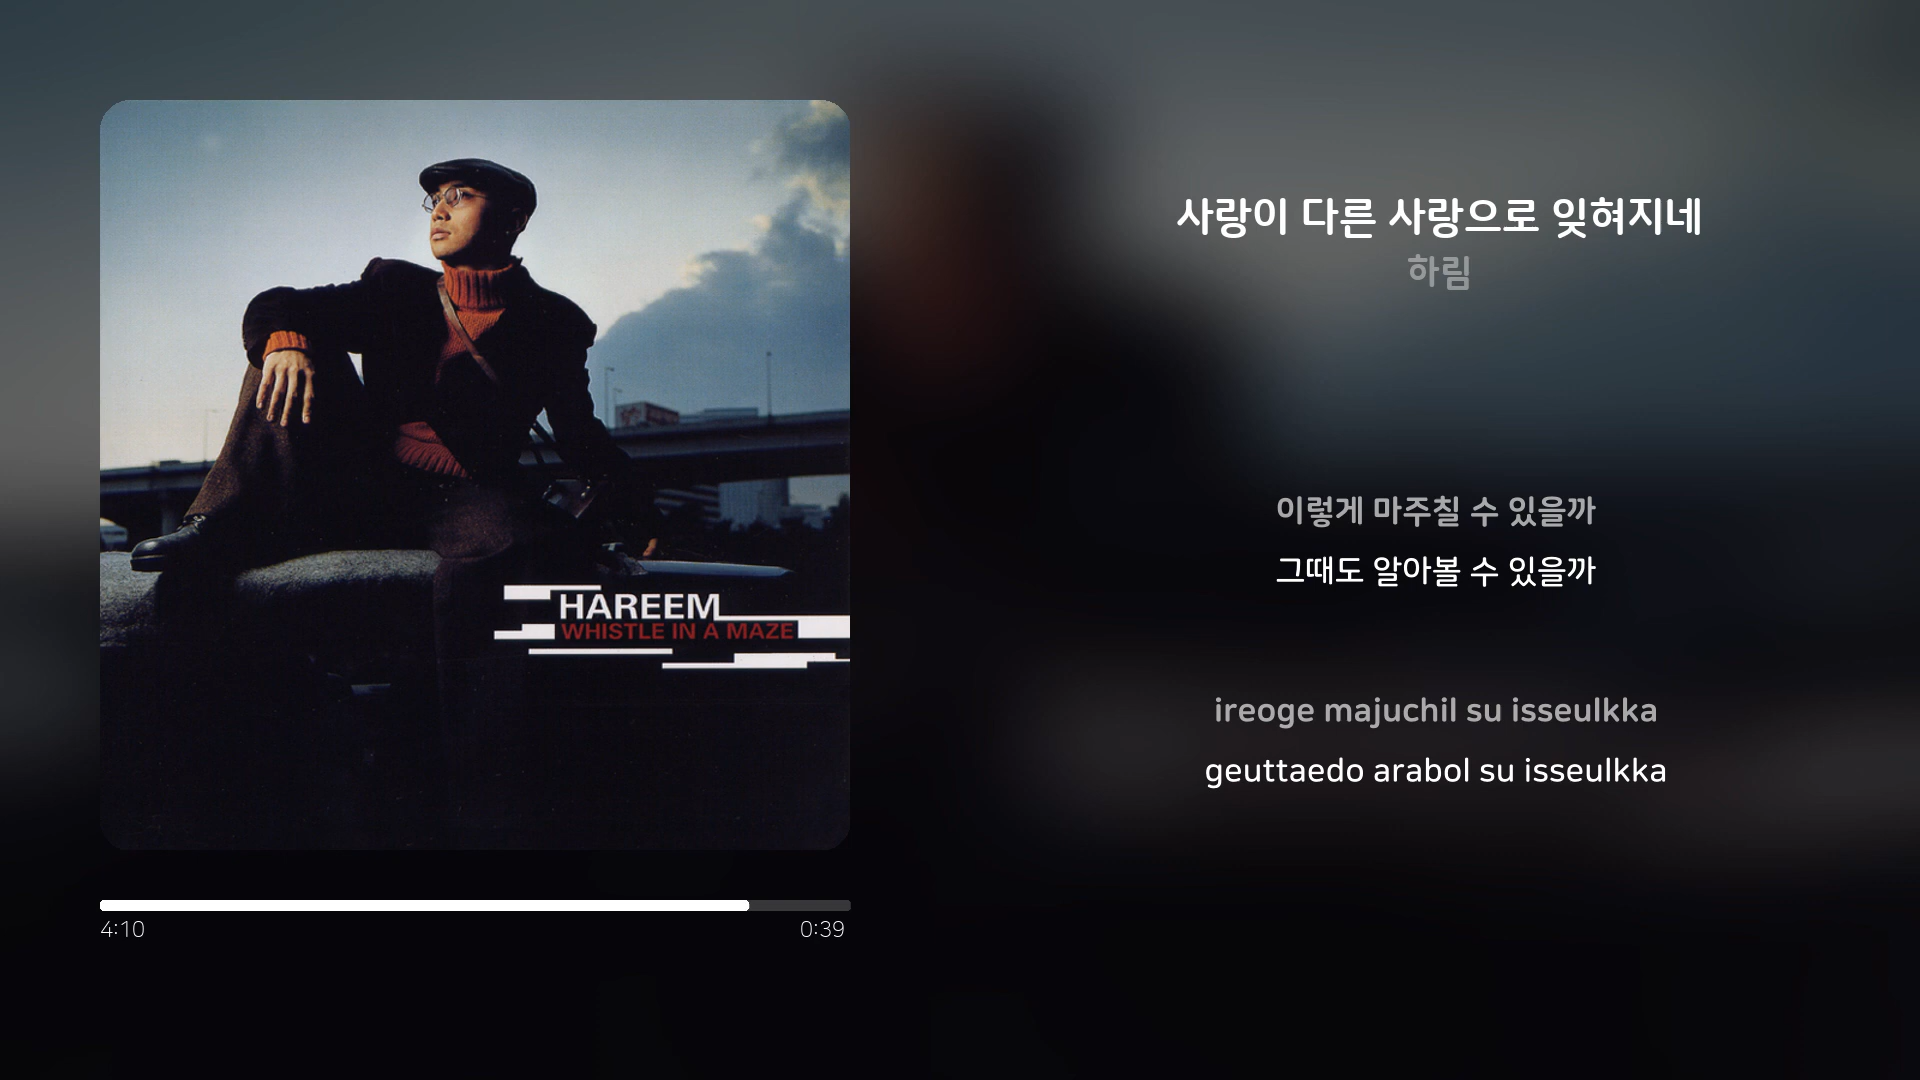 사랑이 다른 사랑으로 잊혀지네
하림
HAREEM
WHISTLE IN A MAZE
이렇게 마주칠 수 있을까
그때도 알아볼 수 있을까
ireoge majuchil su isseulkka
geuttaedo arabol su isseulkka
4:10
0:39